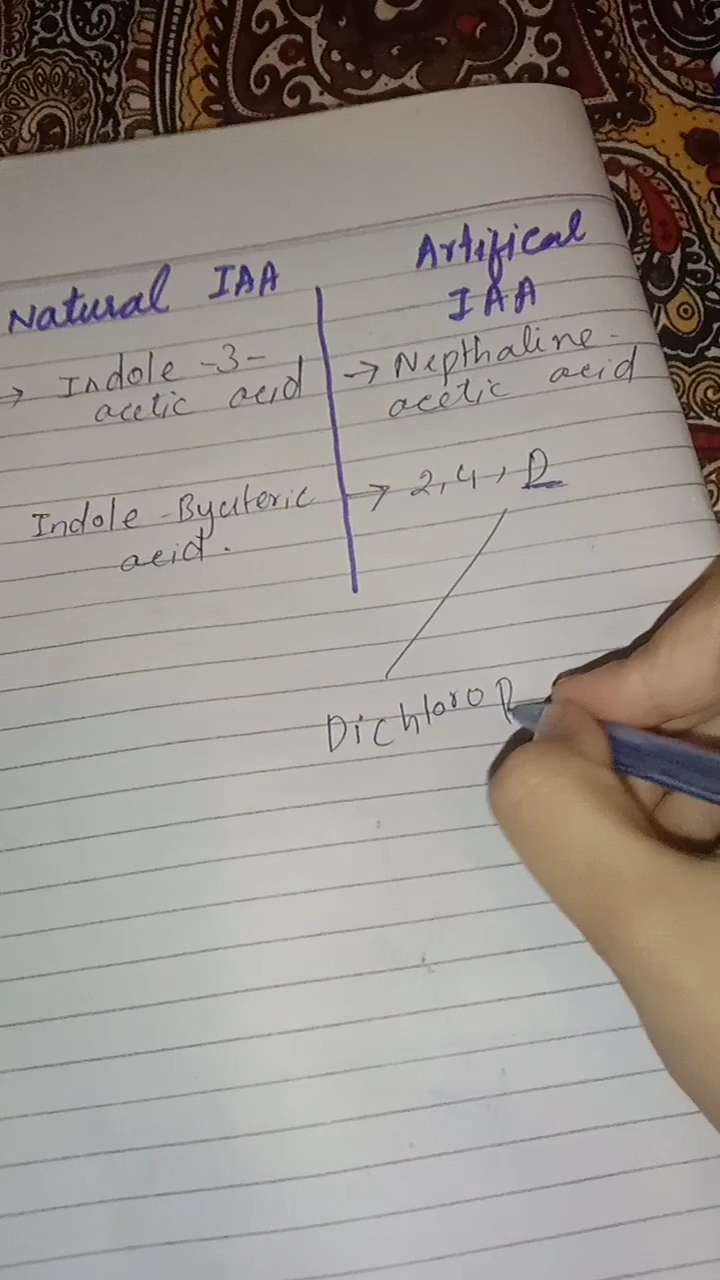 Natural IAA
→ Indole -3-
acetic acid
Indole -Byuteric
acid.
Artifical
IAA
→ Nepthaline-
acetic acid
→ 2,4, D
Dichloro P